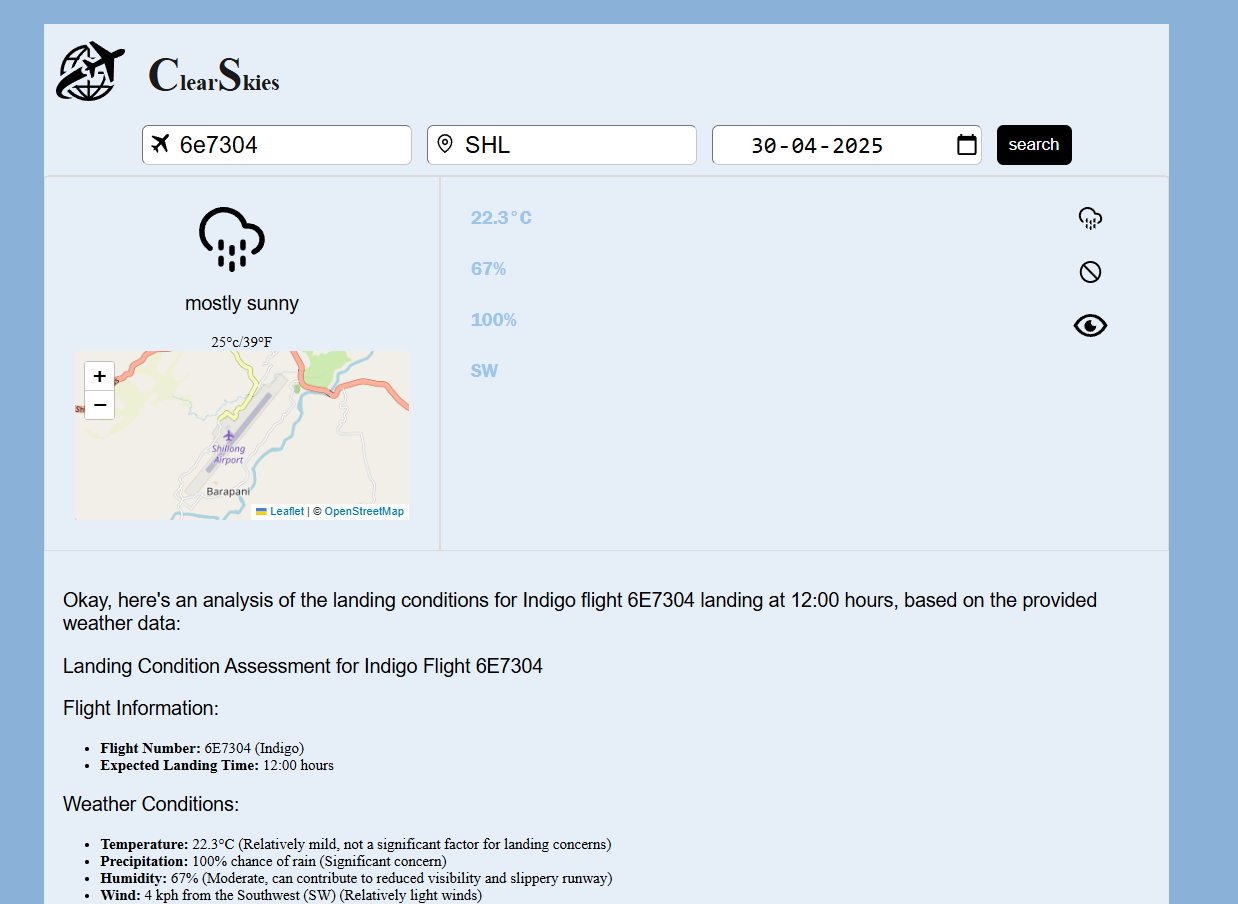 ClearSkies
6e7304
SHL
30-04-2025
search
mostly sunny
25°c/39°F
+
−
Shillong
Airport
Barapani
Leaflet | © OpenStreetMap
22.3°C
67%
100%
SW
Okay, here's an analysis of the landing conditions for Indigo flight 6E7304 landing at 12:00 hours, based on the provided
weather data:
Landing Condition Assessment for Indigo Flight 6E7304
Flight Information:
• Flight Number: 6E7304 (Indigo)
• Expected Landing Time: 12:00 hours
Weather Conditions:
• Temperature: 22.3°C (Relatively mild, not a significant factor for landing concerns)
• Precipitation: 100% chance of rain (Significant concern)
• Humidity: 67% (Moderate, can contribute to reduced visibility and slippery runway)
• Wind: 4 kph from the Southwest (SW) (Relatively light winds)